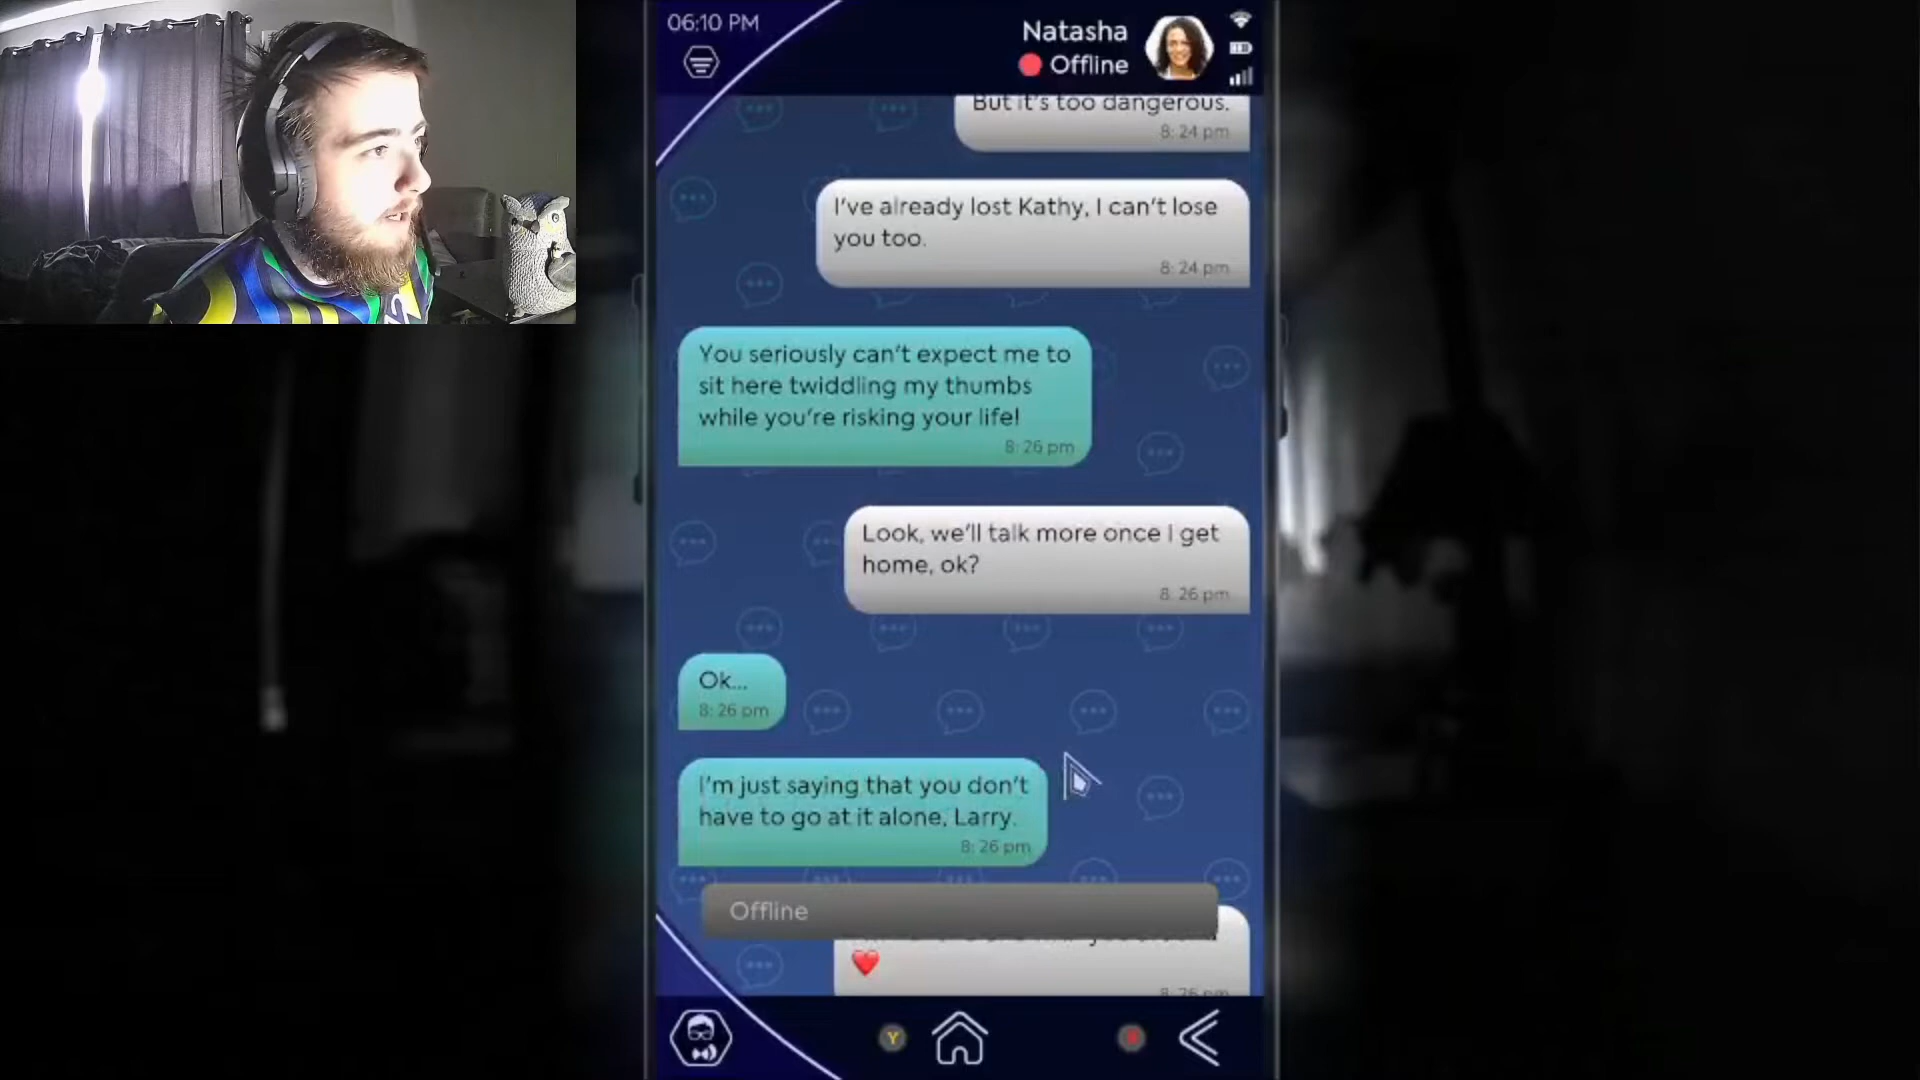 06:10 PM
Natasha
Offline
But it's too dangerous.
8: 24 pm
I've already lost Kathy, I can't lose
you too.
8: 24 pm
You seriously can't expect me to
sit here twiddling my thumbs
while you're risking your life!
8: 26 pm
Look, we'll talk more once I get
home, ok?
8: 26 pm
Ok...
8: 26 pm
I'm just saying that you don't
have to go at it alone, Larry.
8: 26 pm
Offline
8: 26 pm
Y